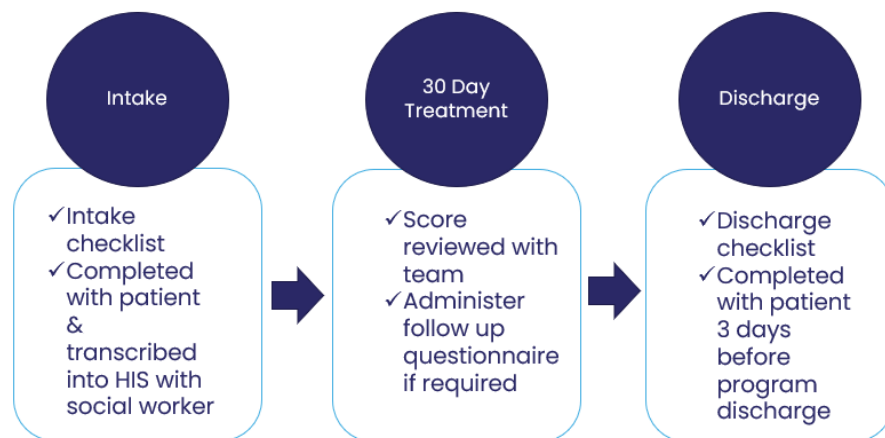 Intake
✓Intake
checklist
✓Completed
with patient
&
transcribed
into HIS with
social worker
30 Day
Treatment
✓Score
reviewed with
team
✓Administer
follow up
questionnaire
if required
Discharge
✓Discharge
checklist
✓Completed
with patient
3 days
before
program
discharge